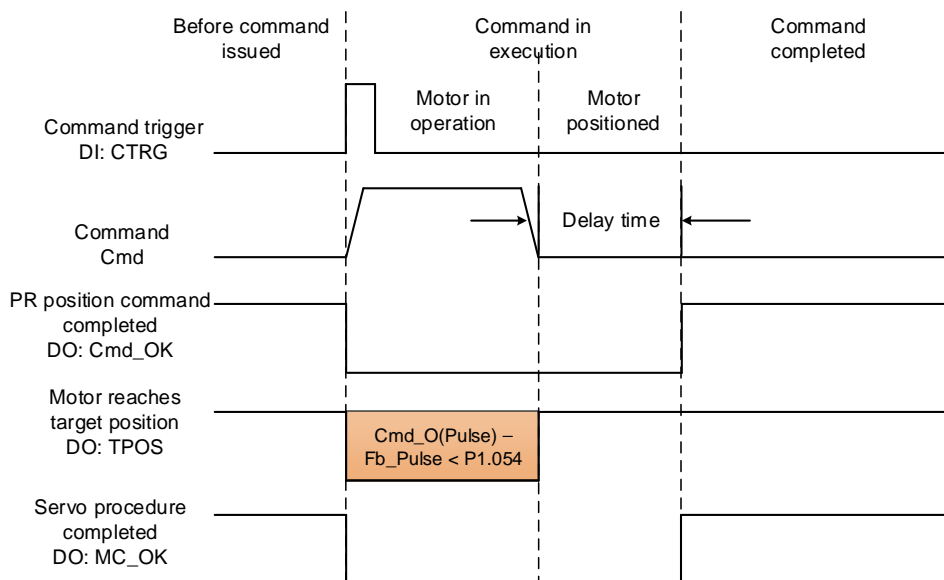 Before command
issued
Command in
execution
Command
completed
Motor in
operation
Motor
positioned
Command trigger
DI: CTRG
Command
Cmd
Delay time
PR position command
completed
DO: Cmd_OK
Motor reaches
target position
DO: TPOS
Cmd_O(Pulse) –
Fb_Pulse < P1.054
Servo procedure
completed
DO: MC_OK